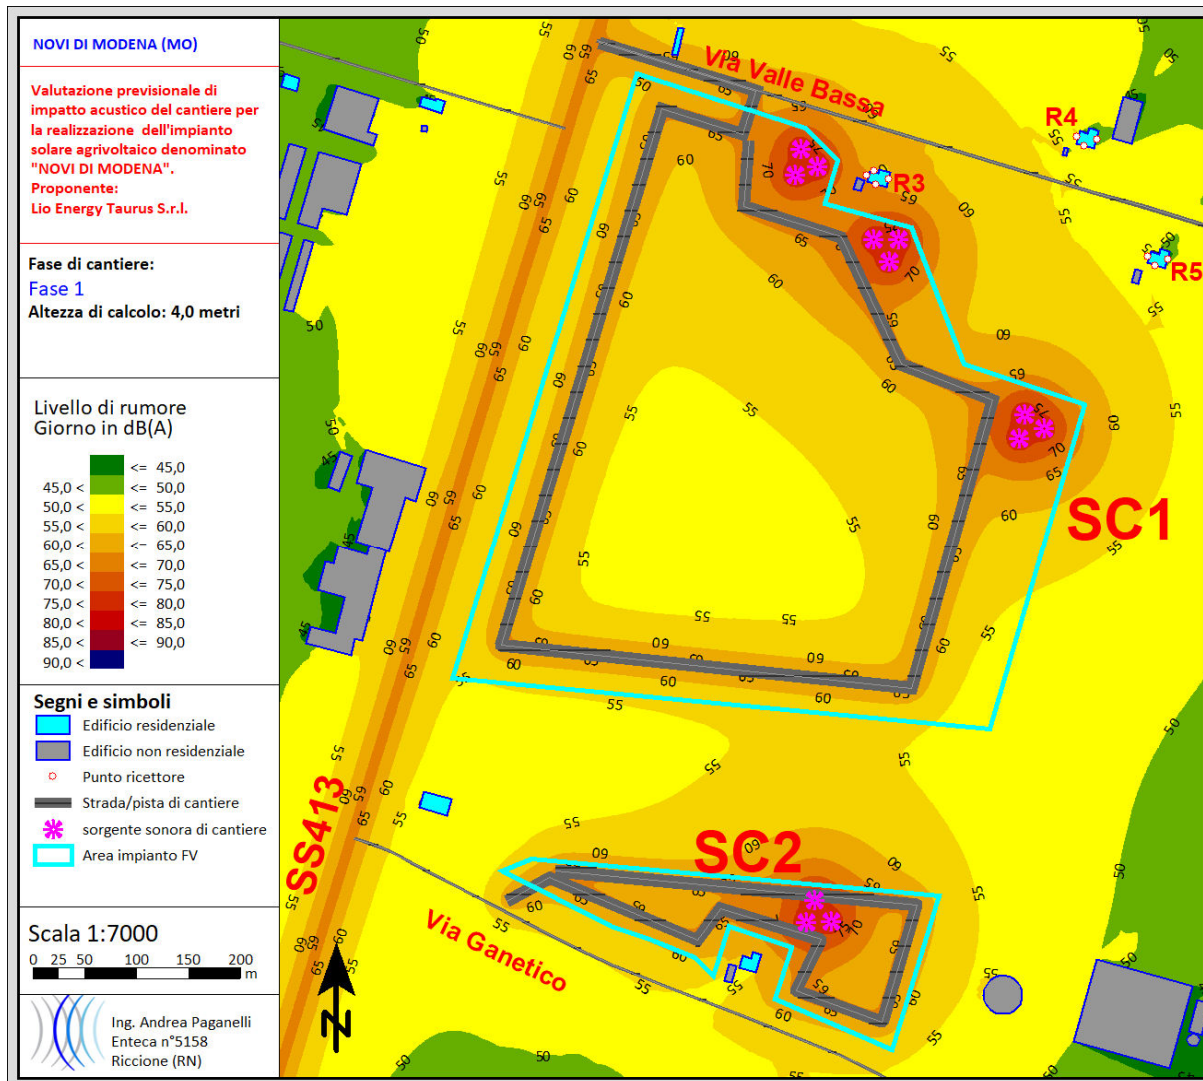 NOVI DI MODENA (MO)
Valutazione previsionale di
impatto acustico del cantiere per
la realizzazione dell'impianto
solare agrivoltaico denominato
"NOVI DI MODENA".
Proponente:
Lio Energy Taurus S.r.l.
Fase di cantiere:
Fase 1
Altezza di calcolo: 4,0 metri
Livello di rumore
Giorno in dB(A)
<= 45,0
45,0 < <= 50,0
50,0 < <= 55,0
55,0 < <= 60,0
60,0 < <= 65,0
65,0 < <= 70,0
70,0 < <= 75,0
75,0 < <= 80,0
80,0 < <= 85,0
85,0 < <= 90,0
90,0 <
Segni e simboli
Edificio residenziale
Edificio non residenziale
Punto ricettore
Strada/pista di cantiere
sorgente sonora di cantiere
Area impianto FV
Scala 1:7000
0 25 50 100 150 200
m
N
Ing. Andrea Paganelli
Enteca n°5158
Riccione (RN)
Via Valle Bassa
R4
R3
R5
SC1
SS413
SC2
Via Ganetico